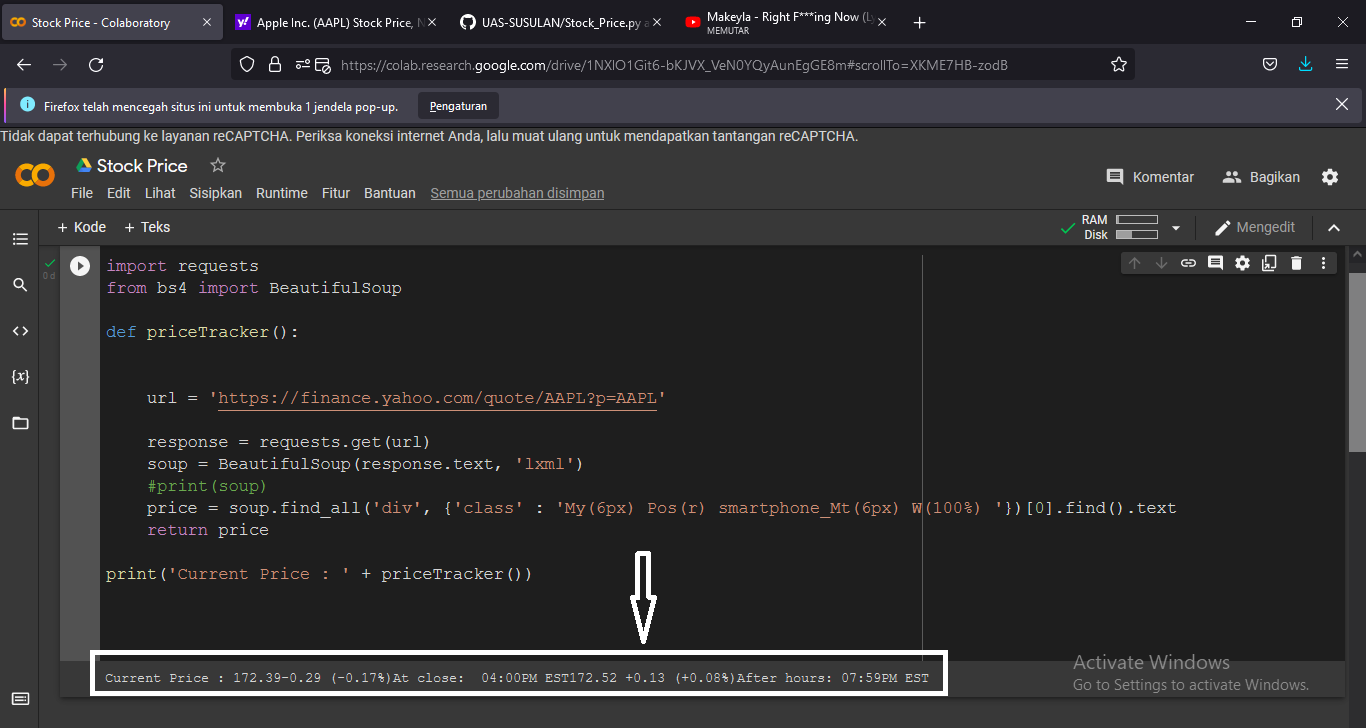 Stock Price - Colaboratory
Apple Inc. (AAPL) Stock Price, N
UAS-SUSULAN/Stock_Price.py a
Makeyla - Right F***ing Now (Ly
MEMUTAR
https://colab.research.google.com/drive/1NXlO1Git6-bKJVX_VeN0YQyAunEgGE8m#scrollTo=XKME7HB-zodB
Firefox telah mencegah situs ini untuk membuka 1 jendela pop-up.
Pengaturan
Tidak dapat terhubung ke layanan reCAPTCHA. Periksa koneksi internet Anda, lalu muat ulang untuk mendapatkan tantangan reCAPTCHA.
Stock Price
File Edit Lihat Sisipkan Runtime Fitur Bantuan Semua perubahan disimpan
Komentar
Bagikan
+ Kode + Teks
RAM
Disk
Mengedit
0 d
import requests
from bs4 import BeautifulSoup
def priceTracker():
url = 'https://finance.yahoo.com/quote/AAPL?p=AAPL'
response = requests.get(url)
soup = BeautifulSoup(response.text, 'lxml')
#print(soup)
price = soup.find_all('div', {'class' : 'My(6px) Pos(r) smartphone_Mt(6px) W(100%) '})[0].find().text
return price
print('Current Price : ' + priceTracker())
Current Price : 172.39-0.29 (-0.17%)At close:  04:00PM EST172.52 +0.13 (+0.08%)After hours: 07:59PM EST
Activate Windows
Go to Settings to activate Windows.